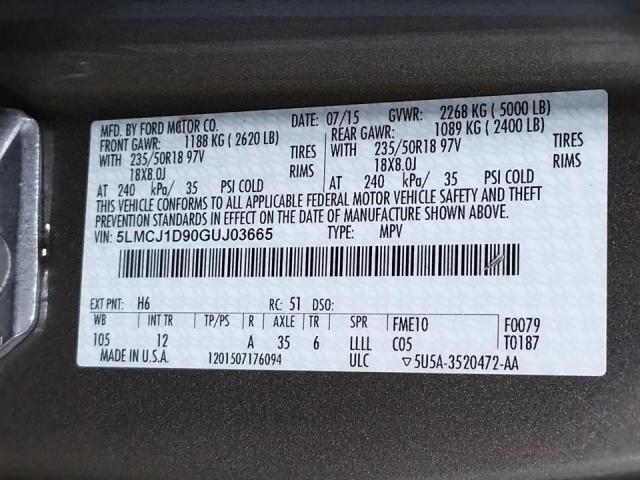 MFD. BY FORD MOTOR CO. DATE: 07/15 GVWR: 2268 KG ( 5000 LB)
FRONT GAWR: 1188 KG ( 2620 LB) REAR GAWR: 1089 KG ( 2400 LB)
WITH 235/50R18 97V TIRES WITH 235/50R18 97V TIRES
18X8.0J RIMS 18X8.0J RIMS
AT 240 kPa/ 35 PSI COLD AT 240 kPa/ 35 PSI COLD
THIS VEHICLE CONFORMS TO ALL APPLICABLE FEDERAL MOTOR VEHICLE SAFETY AND THEFT
PREVENTION STANDARDS IN EFFECT ON THE DATE OF MANUFACTURE SHOWN ABOVE.
VIN: 5LMCJ1D90GUJ03665 TYPE: MPV
EXT PNT: H6 RC: 51 DSO:
WB INT TR TP/PS R AXLE TR SPR FME10 F0079
105 12 A 35 6 LLLL C05 T0187
MADE IN U.S.A. 1201507176094 ULC ▽5U5A-3520472-AA